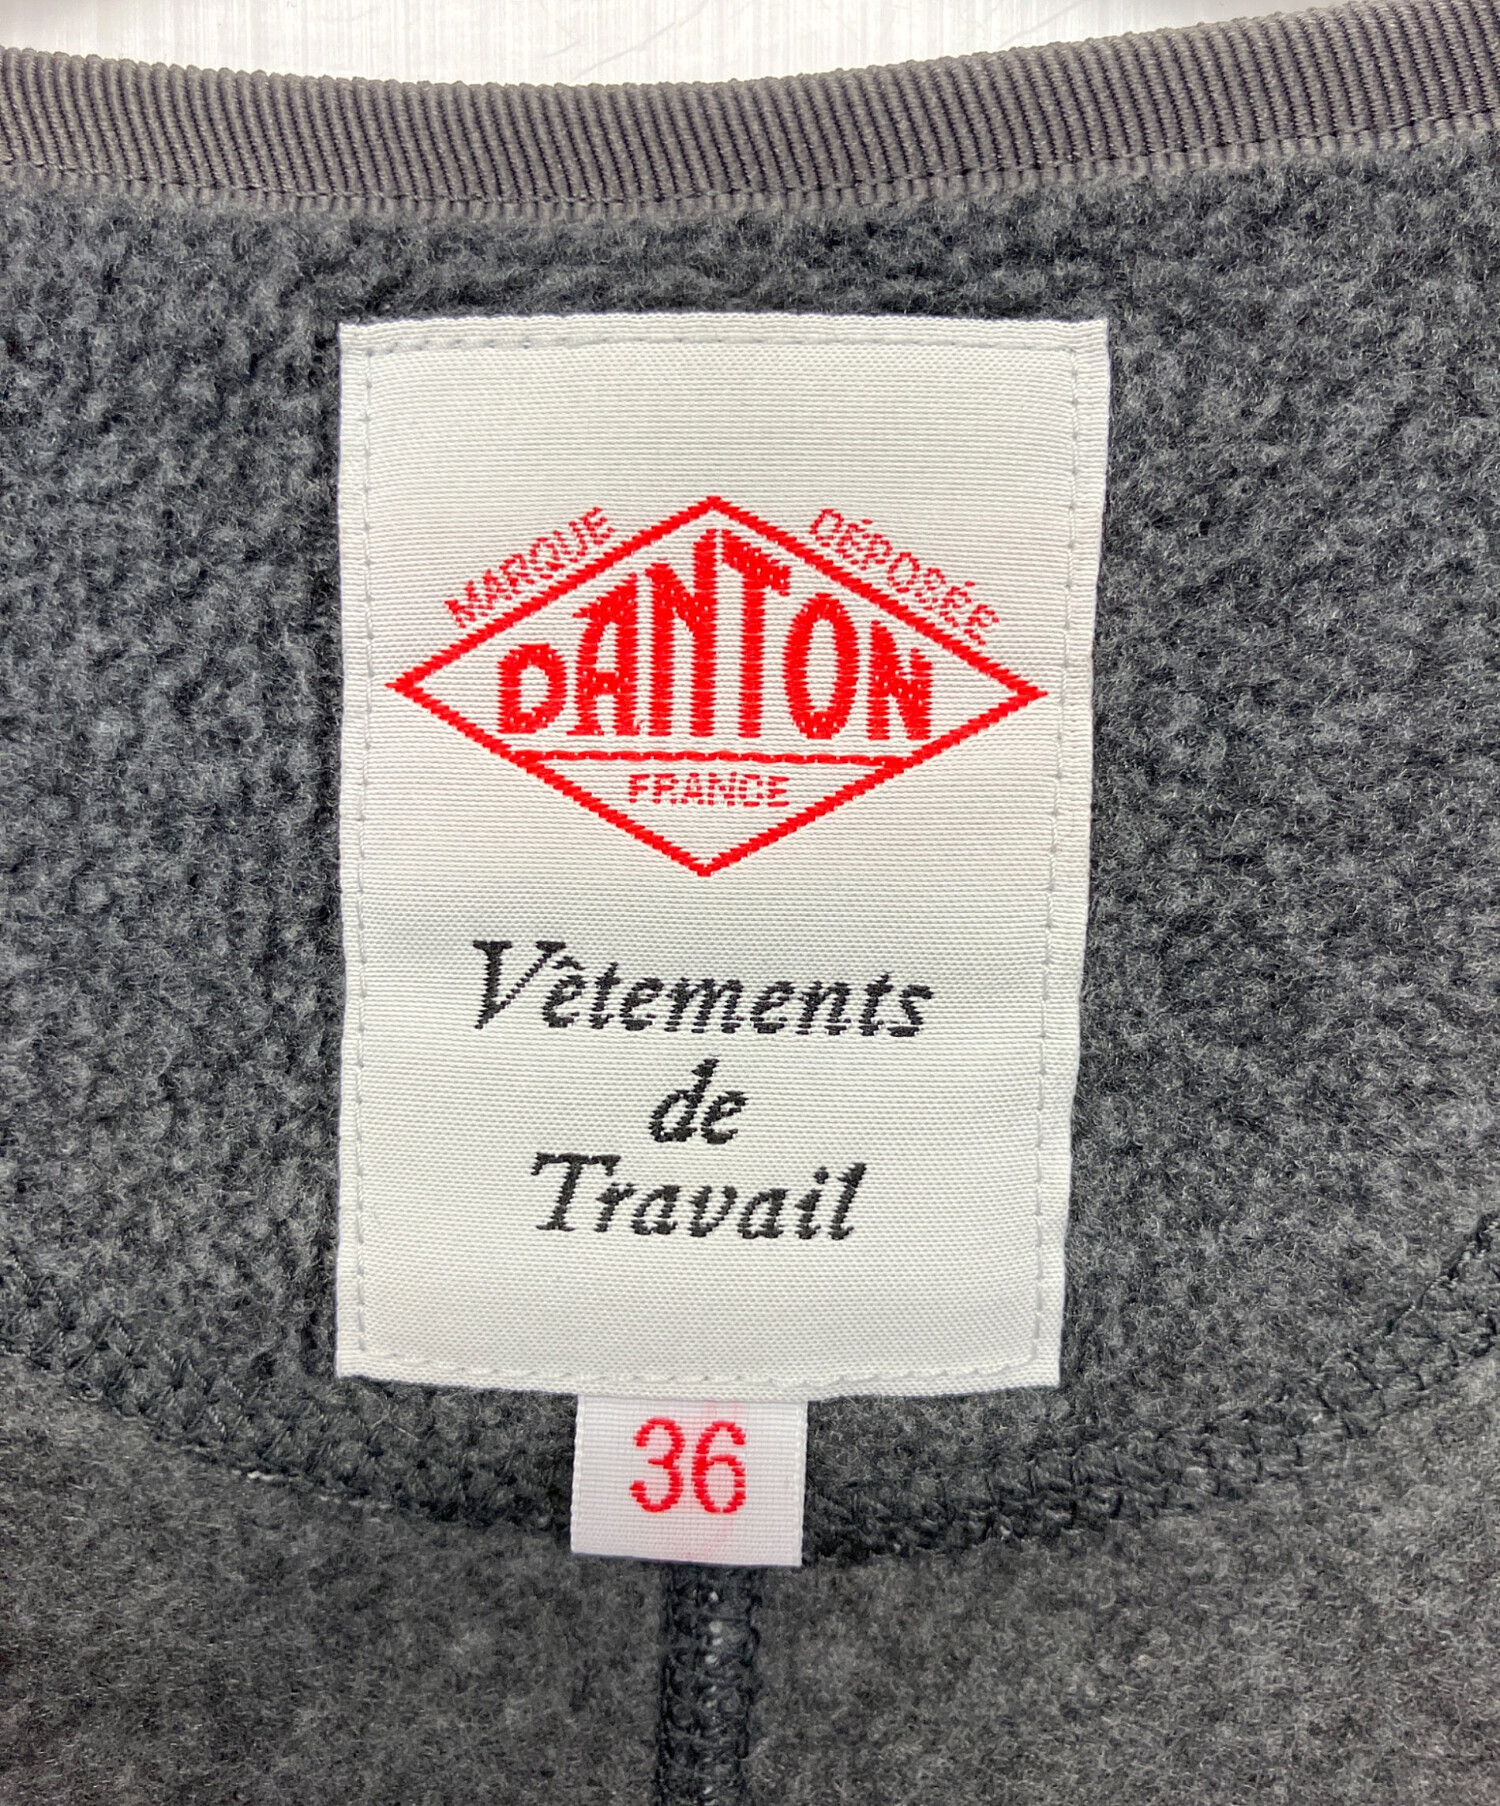 MARQUE DÉPOSÉE
DANTON
FRANCE
Vêtements
de
Travail
36